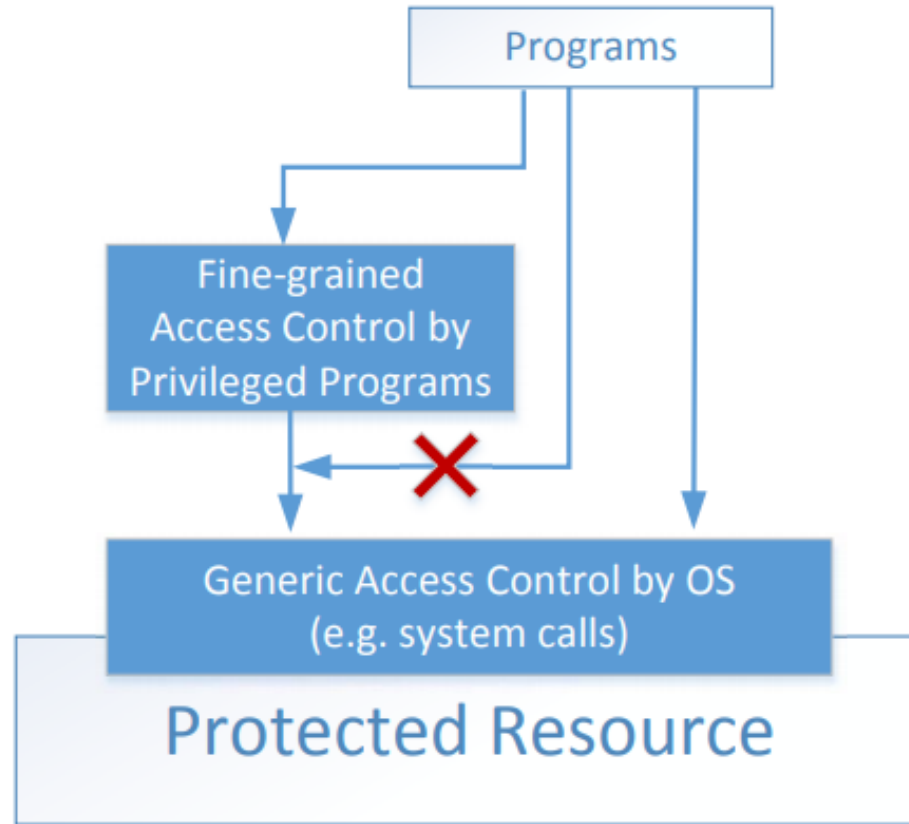 Programs
Fine-grained
Access Control by
Privileged Programs
Generic Access Control by OS
(e.g. system calls)
Protected Resource